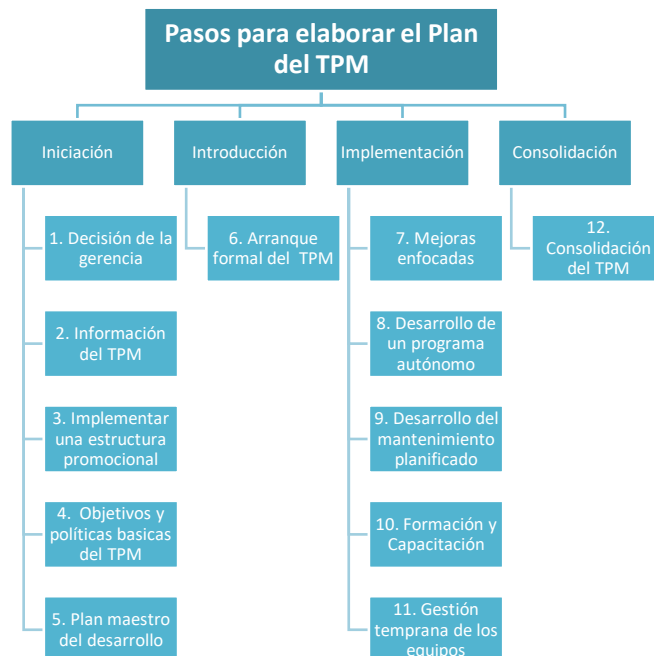 Pasos para elaborar el Plan
del TPM
Iniciación
Introducción
Implementación
Consolidación
1. Decisión de la
gerencia
2. Información
del TPM
3. Implementar
una estructura
promocional
4. Objetivos y
políticas basicas
del TPM
5. Plan maestro
del desarrollo
6. Arranque
formal del TPM
7. Mejoras
enfocadas
8. Desarrollo de
un programa
autónomo
9. Desarrollo del
mantenimiento
planificado
10. Formación y
Capacitación
11. Gestión
temprana de los
equipos
12.
Consolidación
del TPM